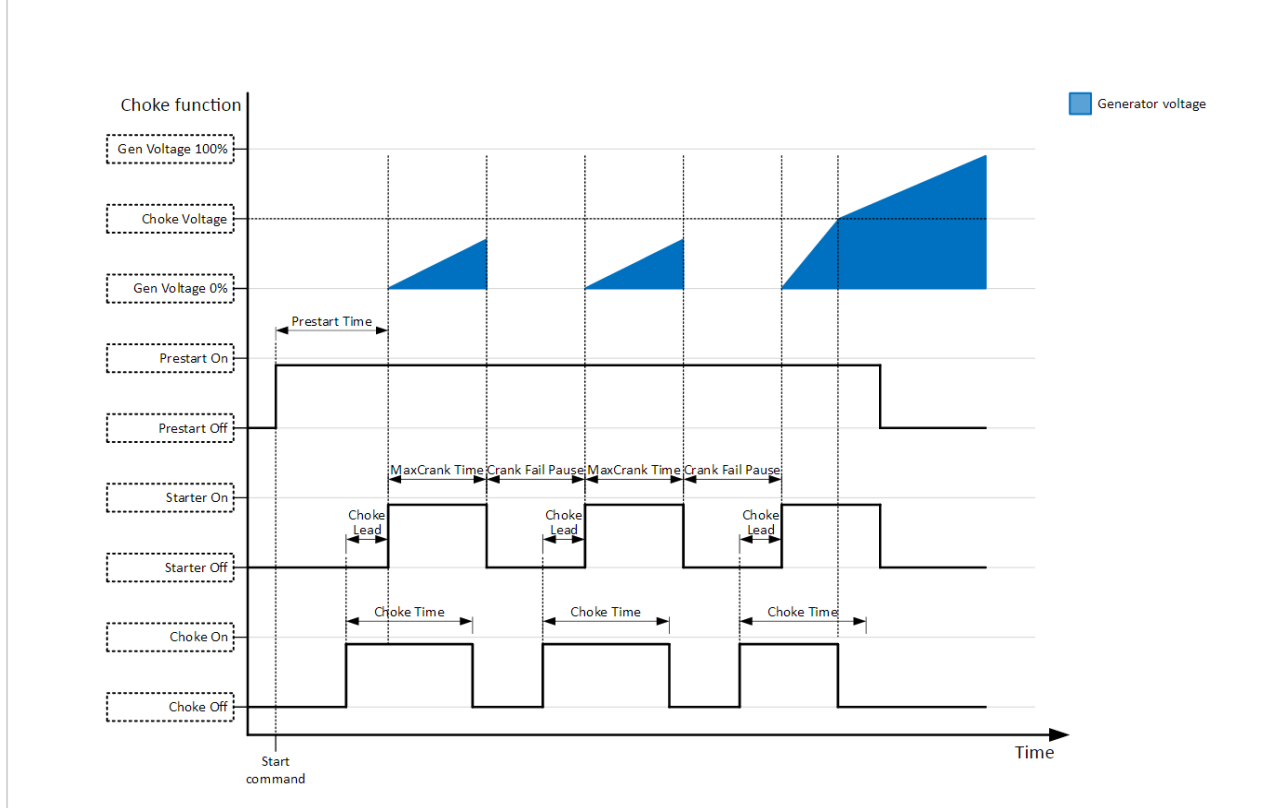 Choke function
Generator voltage
Gen Voltage 100%
Choke Voltage
Gen Voltage 0%
Prestart Time
Prestart On
Prestart Off
MaxCrank Time Crank Fail Pause MaxCrank Time Crank Fail Pause
Starter On
Choke Choke Choke
Lead Lead Lead
Starter Off
Choke Time Choke Time Choke Time
Choke On
Choke Off
Time
Start
command